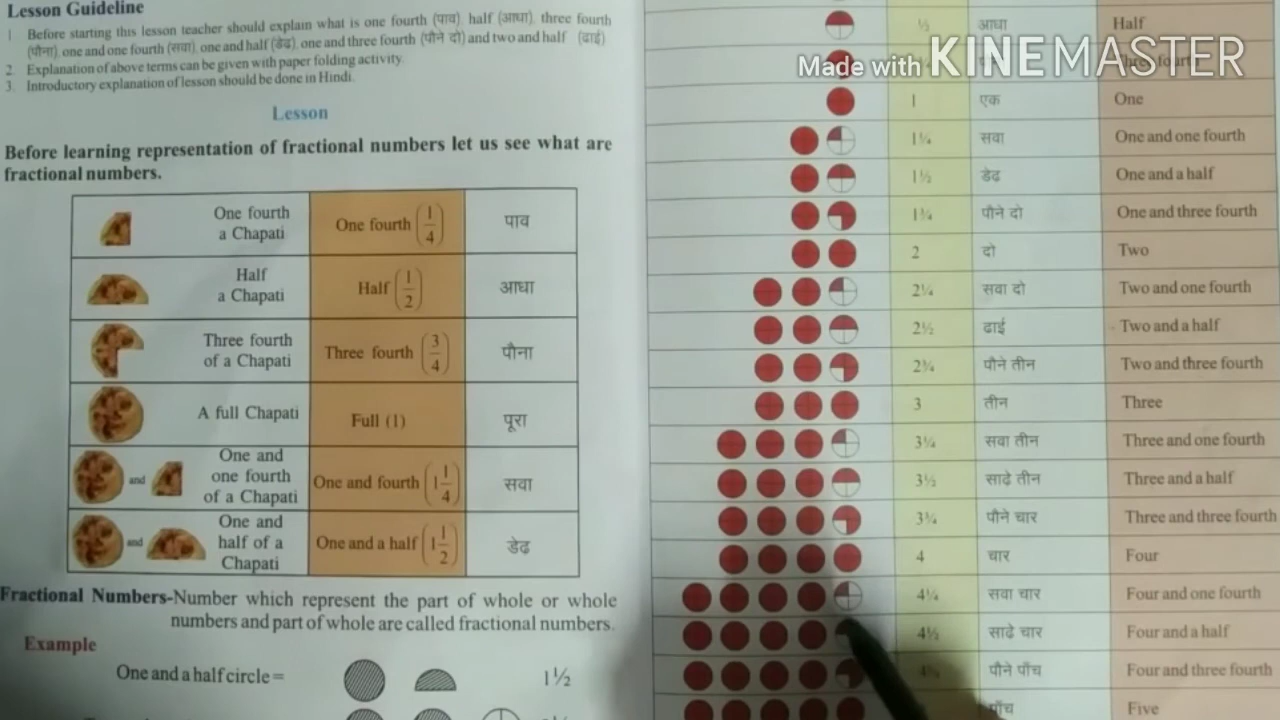 Lesson Guideline
1. Before starting this lesson teacher should explain what is one fourth (पाव), half (आधा), three fourth
(पौना), one and one fourth (सवा), one and half (डेढ), one and three fourth (पौने दो) and two and half (ढाई)
2. Explanation of above terms can be given with paper folding activity.
3. Introductory explanation of lesson should be done in Hindi.
Lesson
Before learning representation of fractional numbers let us see what are
fractional numbers.
One fourth
a Chapati
One fourth (1/4)
पाव
Half
a Chapati
Half (1/2)
आधा
Three fourth
of a Chapati
Three fourth (3/4)
पौना
A full Chapati
Full (1)
पूरा
and
One and
one fourth
of a Chapati
One and fourth (1 1/4)
सवा
and
One and
half of a
Chapati
One and a half (1 1/2)
डेढ
Fractional Numbers-Number which represent the part of whole or whole
numbers and part of whole are called fractional numbers.
Example
One and a half circle =
1½
½ आधा Half
Made with KINEMASTER
Three fourth
1 एक One
1¼ सवा One and one fourth
1½ डेढ One and a half
1¾ पौने दो One and three fourth
2 दो Two
2¼ सवा दो Two and one fourth
2½ ढाई Two and a half
2¾ पौने तीन Two and three fourth
3 तीन Three
3¼ सवा तीन Three and one fourth
3½ साढ़े तीन Three and a half
3¾ पौने चार Three and three fourth
4 चार Four
4¼ सवा चार Four and one fourth
4½ साढे चार Four and a half
4¾ पौने पाँच Four and three fourth
पाँच Five